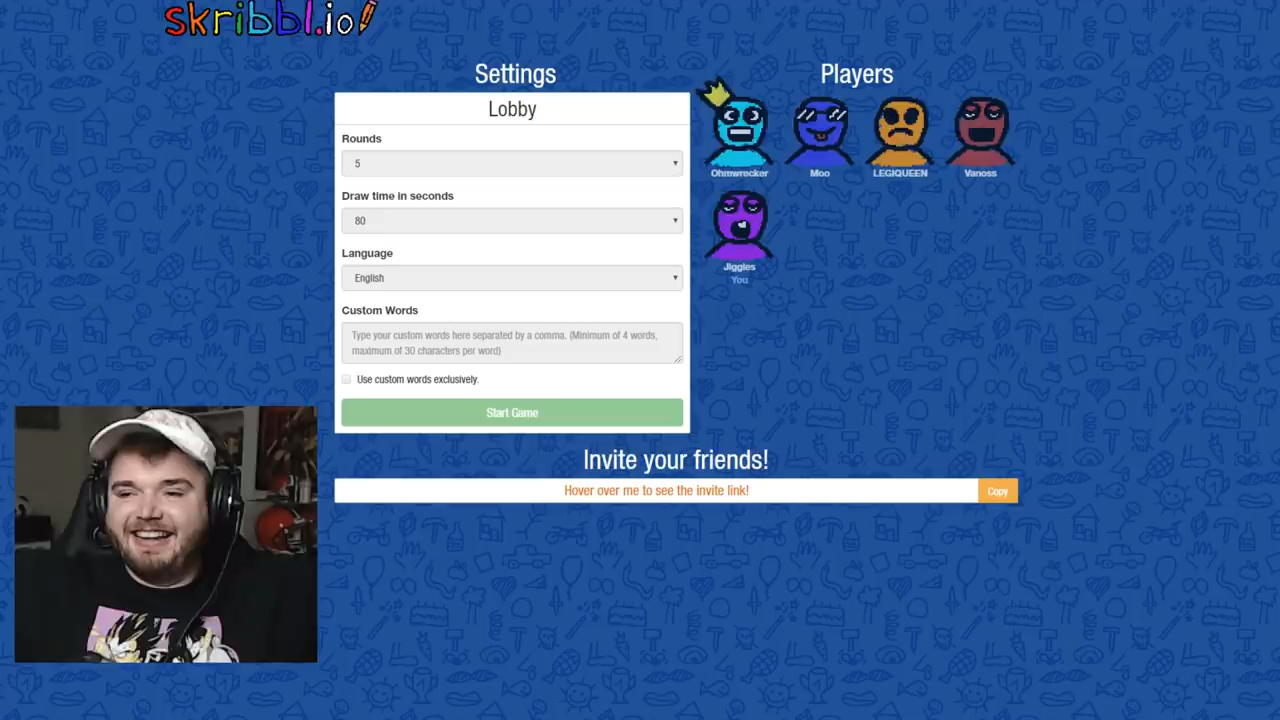 skribbl.io
Settings
Players
Lobby
Rounds
5
Draw time in seconds
80
Language
English
Custom Words
Type your custom words here separated by a comma. (Minimum of 4 words,
maximum of 30 characters per word)
Use custom words exclusively.
Start Game
Ohmwrecker
Moo
LEGIQUEEN
Vanoss
Jiggles
You
Invite your friends!
Hover over me to see the invite link!
Copy